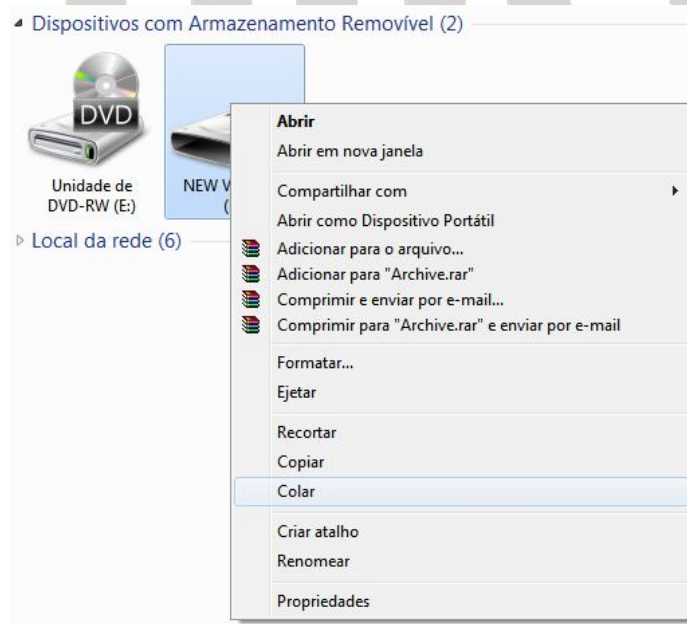 Dispositivos com Armazenamento Removível (2)
DVD
Unidade de
DVD-RW (E:)
NEW
Local da rede (6)
Abrir
Abrir em nova janela
Compartilhar com
Abrir como Dispositivo Portátil
Adicionar para o arquivo...
Adicionar para "Archive.rar"
Comprimir e enviar por e-mail...
Comprimir para "Archive.rar" e enviar por e-mail
Formatar...
Ejetar
Recortar
Copiar
Colar
Criar atalho
Renomear
Propriedades